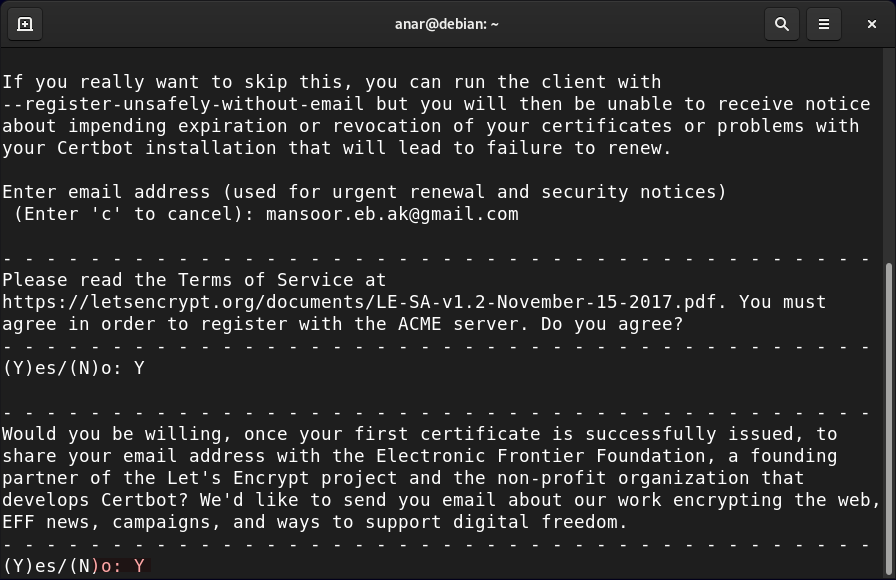 anar@debian: ~
If you really want to skip this, you can run the client with
--register-unsafely-without-email but you will then be unable to receive notice
about impending expiration or revocation of your certificates or problems with
your Certbot installation that will lead to failure to renew.
Enter email address (used for urgent renewal and security notices)
(Enter 'c' to cancel): mansoor.eb.ak@gmail.com
- - - - - - - - - - - - - - - - - - - - - - - - - - - - - - - - - - - - - - - -
Please read the Terms of Service at
https://letsencrypt.org/documents/LE-SA-v1.2-November-15-2017.pdf. You must
agree in order to register with the ACME server. Do you agree?
- - - - - - - - - - - - - - - - - - - - - - - - - - - - - - - - - - - - - - - -
(Y)es/(N)o: Y
- - - - - - - - - - - - - - - - - - - - - - - - - - - - - - - - - - - - - - - -
Would you be willing, once your first certificate is successfully issued, to
share your email address with the Electronic Frontier Foundation, a founding
partner of the Let's Encrypt project and the non-profit organization that
develops Certbot? We'd like to send you email about our work encrypting the web,
EFF news, campaigns, and ways to support digital freedom.
- - - - - - - - - - - - - - - - - - - - - - - - - - - - - - - - - - - - - - - -
(Y)es/(N)o: Y